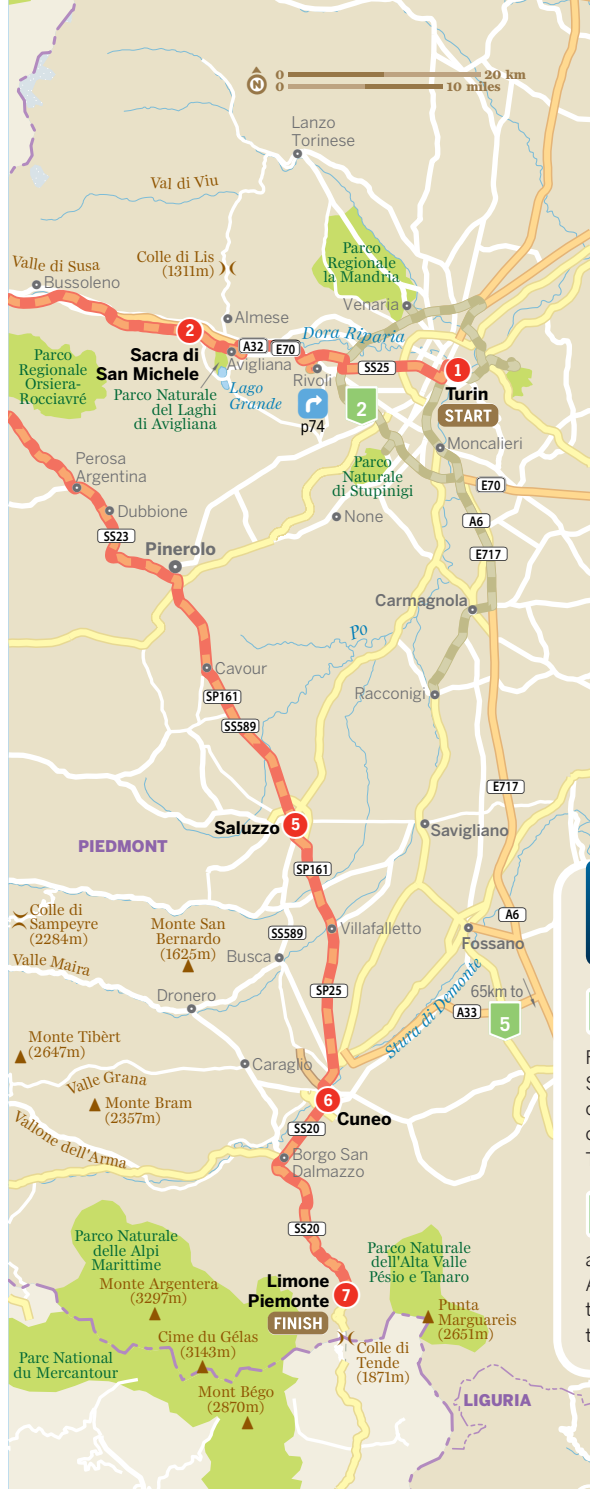 0 20 km
0 10 miles
N
Lanzo
Torinese
Val di Viu
Parco
Regionale
la Mandria
Colle di Lis
(1311m)
Valle di Susa
Bussoleno
Venaria
Almese
Dora Riparia
2
Sacra di
San Michele
A32
E70
Avigliana
Rivoli
SS25
1
Turin
START
Parco
Regionale
Orsiera-
Rocciavré
Parco Naturale
del Laghi
di Avigliana
Lago
Grande
p74
2
Moncalieri
Parco
Naturale
di Stupinigi
E70
Perosa
Argentina
Dubbione
None
A6
SS23
Pinerolo
E717
Carmagnola
Po
Cavour
SP161
SS589
Racconigi
E717
Saluzzo
5
Savigliano
PIEDMONT
SP161
Colle di
Sampeyre
(2284m)
Monte San
Bernardo
(1625m)
SS589
Villafalletto
A6
Fossano
Busca
Valle Maira
Dronero
SP25
Stura di Demonte
65km to
A33
5
Monte Tibèrt
(2647m)
Caraglio
Valle Grana
Monte Bram
(2357m)
6
Cuneo
Vallone dell'Arma
SS20
Borgo San
Dalmazzo
SS20
Parco Naturale
delle Alpi
Marittime
Parco Naturale
dell'Alta Valle
Pésio e Tanaro
Limone
Piemonte
7
FINISH
Monte Argentera
(3297m)
Punta
Marguareis
(2651m)
Cime du Gélas
(3143m)
Colle di
Tende
(1871m)
Parc National
du Mercantour
Mont Bégo
(2870m)
LIGURIA